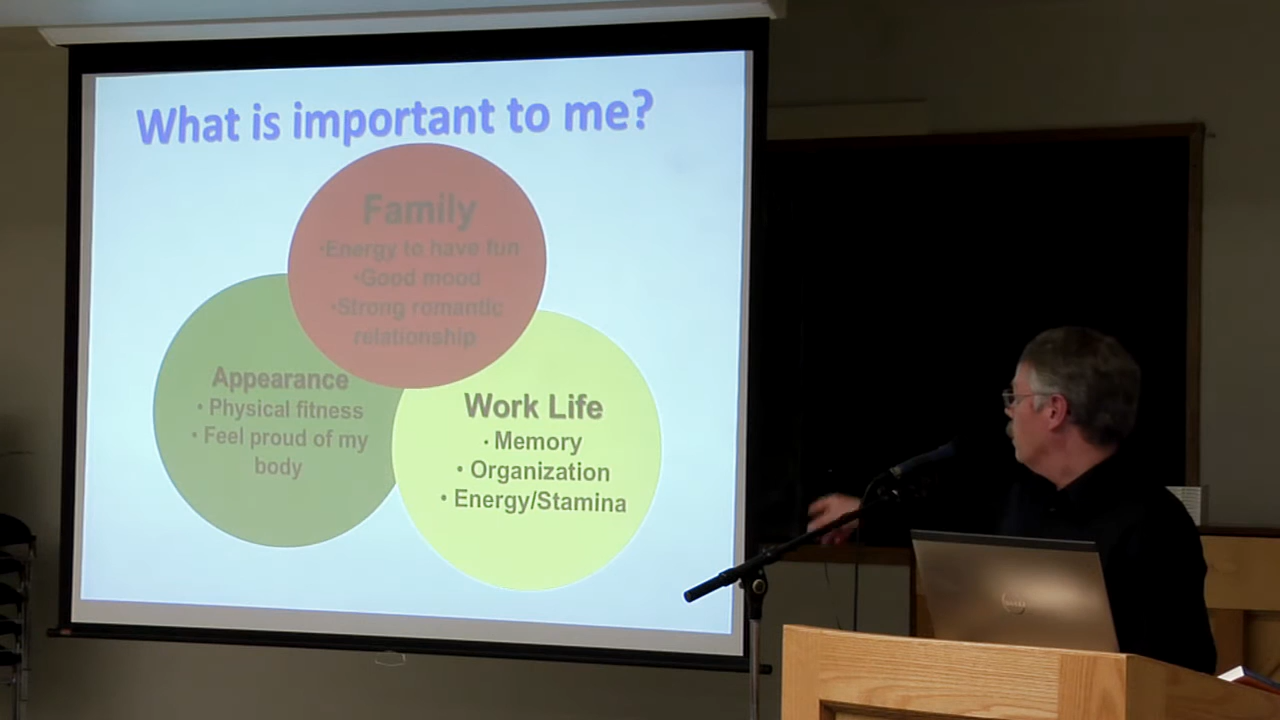 What is important to me?
Family
•Energy to have fun
•Good mood
•Strong romantic
relationship
Appearance
• Physical fitness
• Feel proud of my
body
Work Life
• Memory
• Organization
• Energy/Stamina
DELL